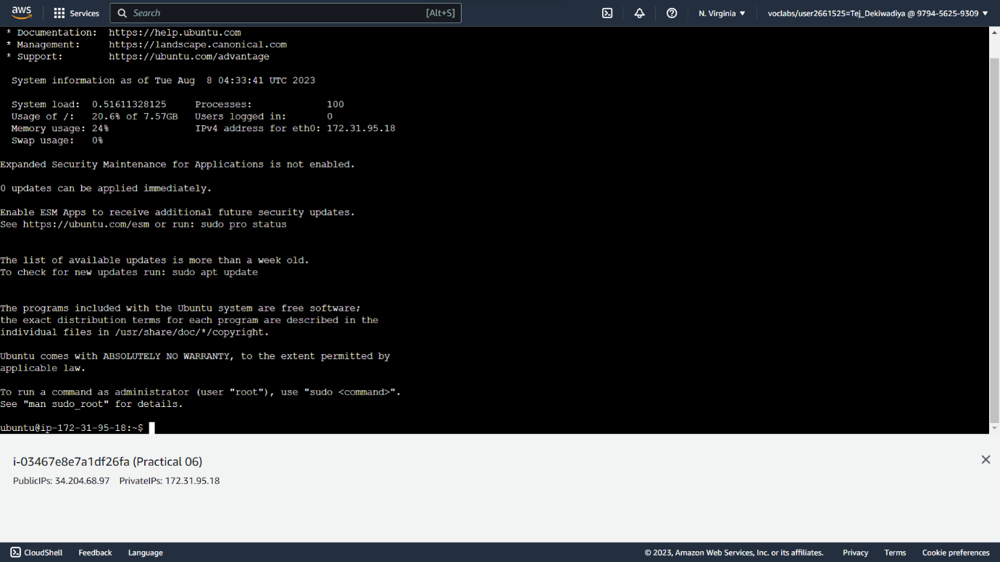 aws Services Search [Alt+S] N. Virginia ▼ voclabs/user2661525=Tej_Dekiwadiya @ 9794-5625-9309 ▼
* Documentation:  https://help.ubuntu.com
* Management:     https://landscape.canonical.com
* Support:        https://ubuntu.com/advantage
System information as of Tue Aug  8 04:33:41 UTC 2023
System load:  0.51611328125     Processes:             100
Usage of /:   20.6% of 7.57GB   Users logged in:       0
Memory usage: 24%               IPv4 address for eth0: 172.31.95.18
Swap usage:   0%
Expanded Security Maintenance for Applications is not enabled.
0 updates can be applied immediately.
Enable ESM Apps to receive additional future security updates.
See https://ubuntu.com/esm or run: sudo pro status
The list of available updates is more than a week old.
To check for new updates run: sudo apt update
The programs included with the Ubuntu system are free software;
the exact distribution terms for each program are described in the
individual files in /usr/share/doc/*/copyright.
Ubuntu comes with ABSOLUTELY NO WARRANTY, to the extent permitted by
applicable law.
To run a command as administrator (user "root"), use "sudo <command>".
See "man sudo_root" for details.
ubuntu@ip-172-31-95-18:~$
i-03467e8e7a1df26fa (Practical 06)
PublicIPs: 34.204.68.97 PrivateIPs: 172.31.95.18
CloudShell Feedback Language © 2023, Amazon Web Services, Inc. or its affiliates. Privacy Terms Cookie preferences